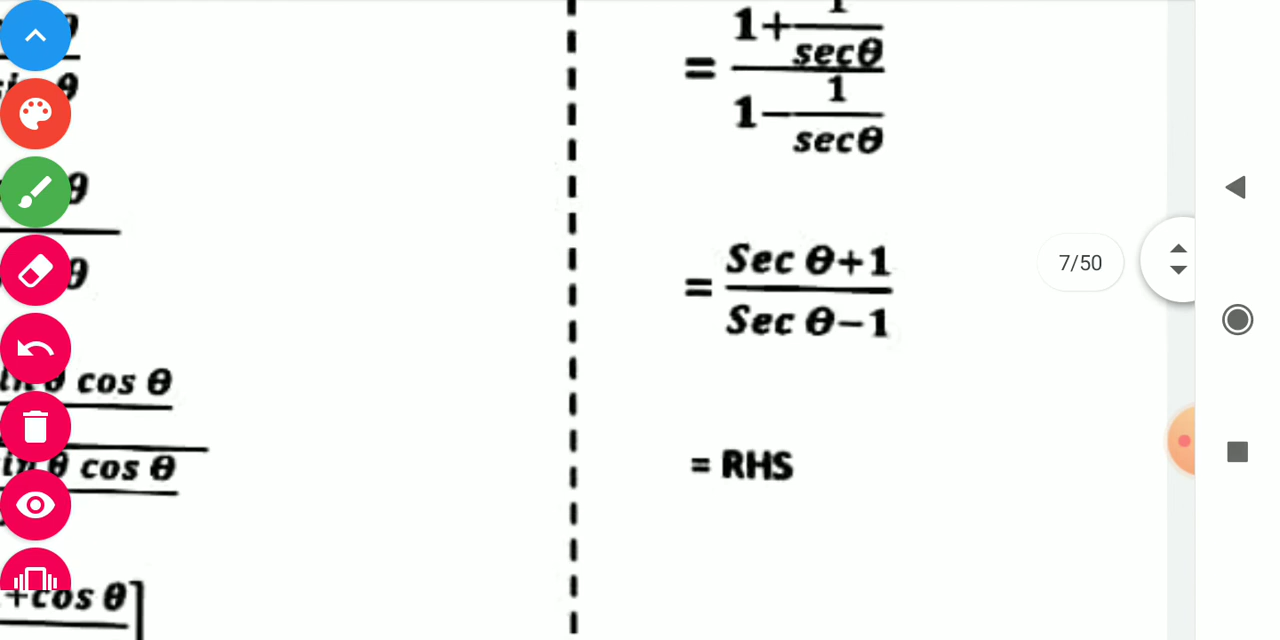 θ
θ
θ
θ
cos θ
θ cos θ
+cos θ]
1+1/secθ
= ―
1−1/secθ
= Sec θ+1
Sec θ−1
= RHS
7/50